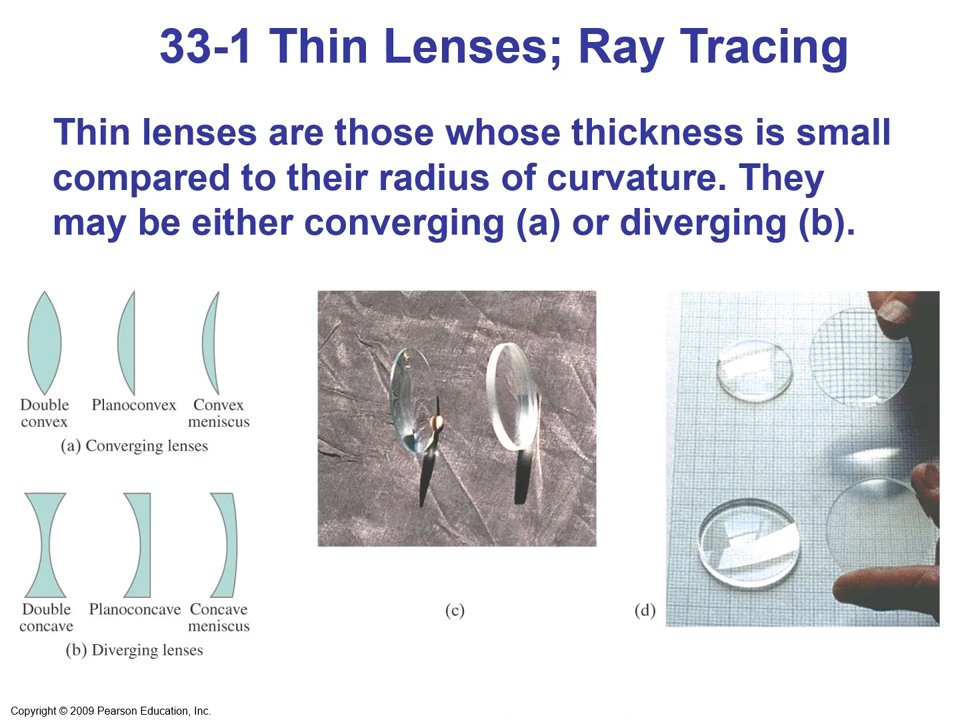 33-1 Thin Lenses; Ray Tracing
Thin lenses are those whose thickness is small
compared to their radius of curvature. They
may be either converging (a) or diverging (b).
Double
convex
Planoconvex
Convex
meniscus
(a) Converging lenses
Double
concave
Planoconcave
Concave
meniscus
(b) Diverging lenses
(c)
(d)
Copyright © 2009 Pearson Education, Inc.